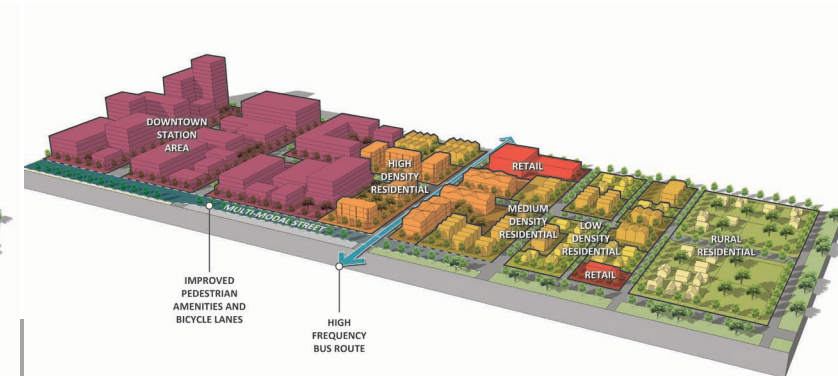 DOWNTOWN
STATION
AREA
HIGH
DENSITY
RESIDENTIAL
RETAIL
MEDIUM
DENSITY
RESIDENTIAL
LOW
DENSITY
RESIDENTIAL
RETAIL
RURAL
RESIDENTIAL
MULTI-MODAL STREET
IMPROVED
PEDESTRIAN
AMENITIES AND
BICYCLE LANES
HIGH
FREQUENCY
BUS ROUTE